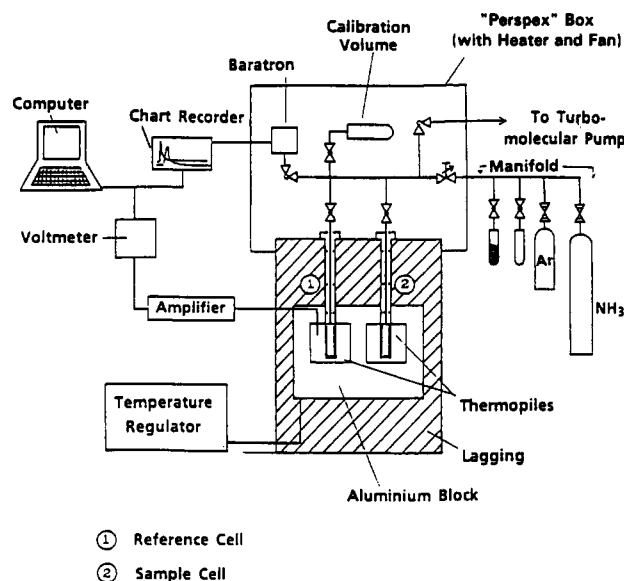 "Perspex" Box
(with Heater and Fan)
Calibration
Volume
Baratron
Computer
Chart Recorder
To Turbo-
molecular Pump
Manifold
Voltmeter
Ar
NH3
1
2
Amplifier
Temperature
Regulator
Thermopiles
Lagging
Aluminium Block
1 Reference Cell
2 Sample Cell